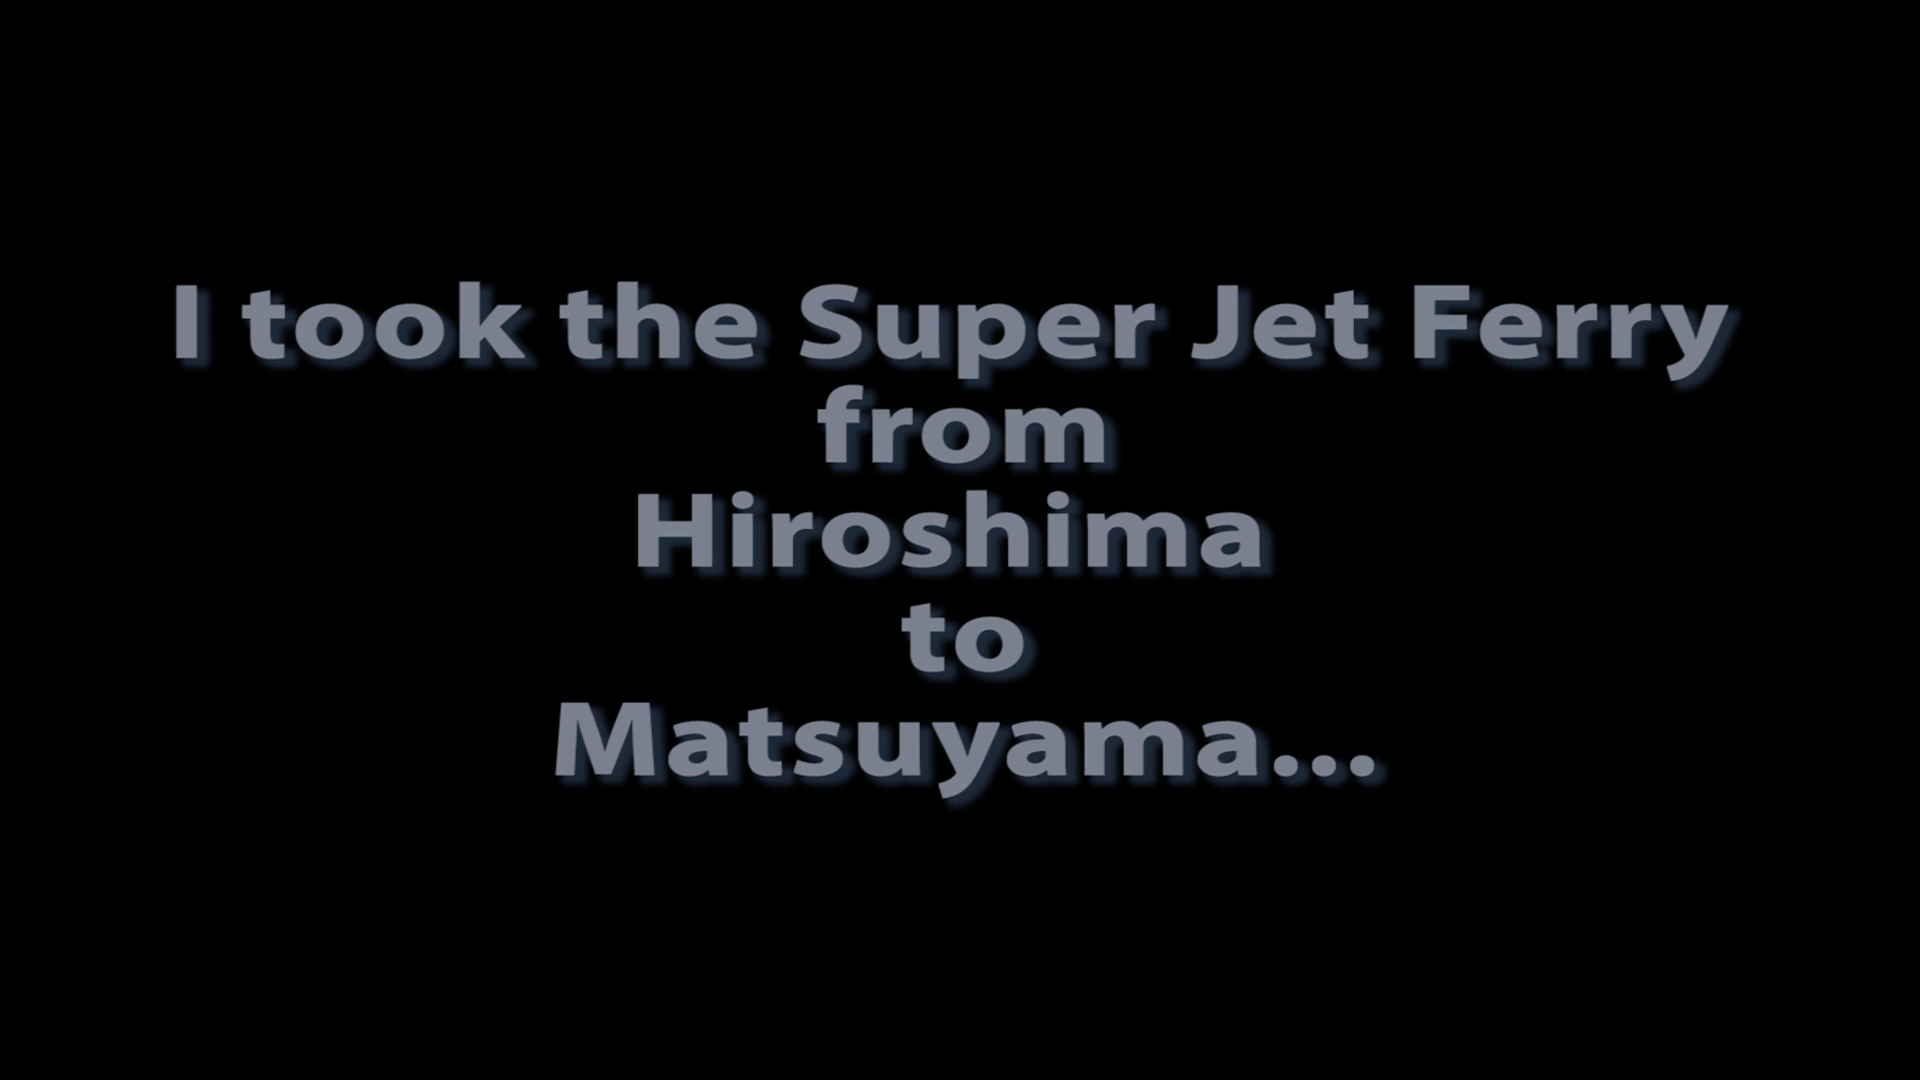 I took the Super Jet Ferry
from
Hiroshima
to
Matsuyama...